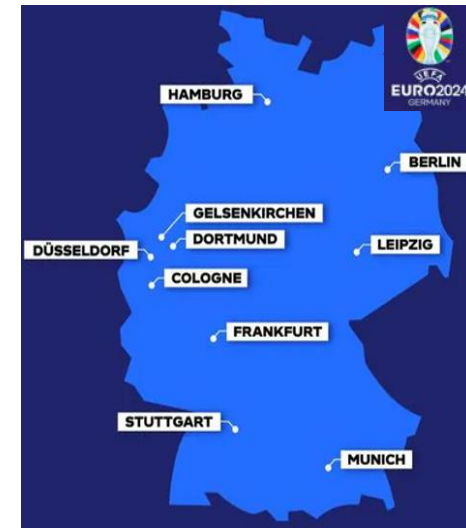 UEFA
EURO2024
GERMANY
HAMBURG
BERLIN
GELSENKIRCHEN
DORTMUND
DÜSSELDORF
LEIPZIG
COLOGNE
FRANKFURT
STUTTGART
MUNICH